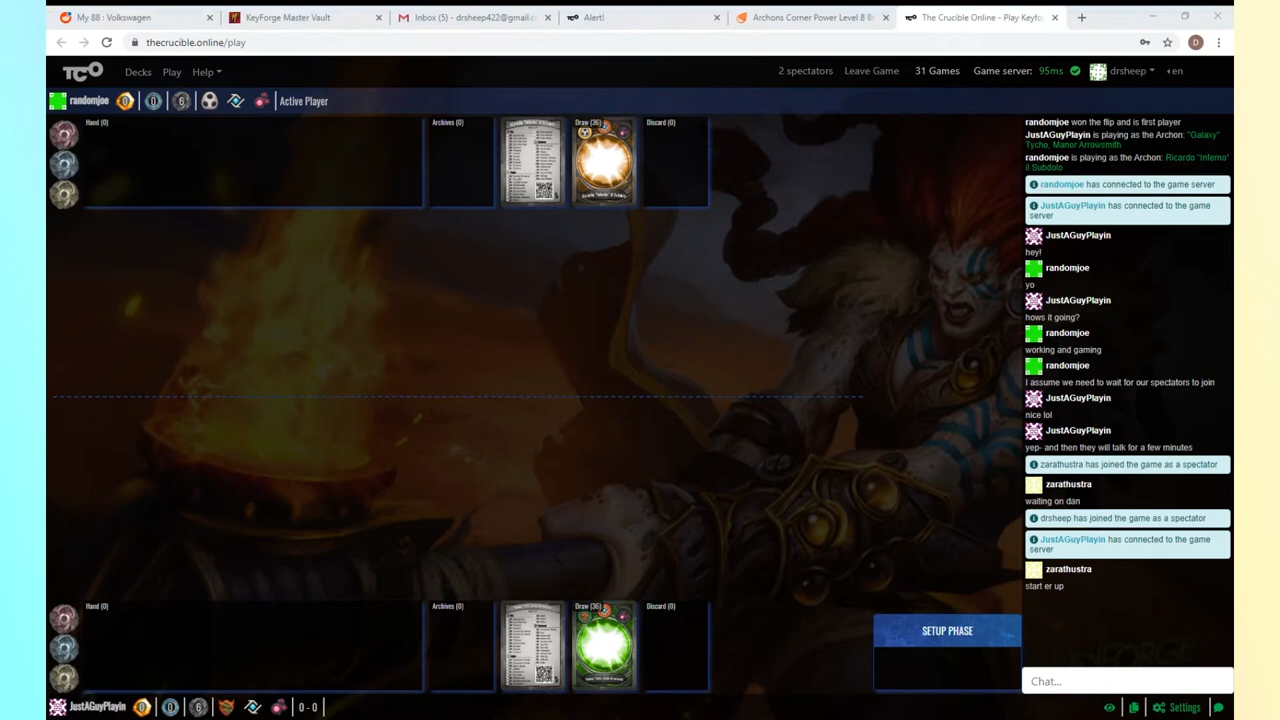 My 88 : Volkswagen
KeyForge Master Vault
Inbox (5) - drsheep422@gmail.c
Alert!
Archons Corner Power Level 8 B
The Crucible Online - Play Keyfo
thecrucible.online/play
D
TCO
Decks
Play
Help
2 spectators
Leave Game
31 Games
Game server: 95ms
drsheep
en
randomjoe
0
0
6
Active Player
Hand (0)
Archives (0)
Draw (36)
Discard (0)
randomjoe won the flip and is first player
JustAGuyPlayin is playing as the Archon: "Galaxy"
Tycho, Manor Arrowsmith
randomjoe is playing as the Archon: Ricardo "Inferno"
il Subdolo
randomjoe has connected to the game server
JustAGuyPlayin has connected to the game
server
JustAGuyPlayin
hey!
randomjoe
yo
JustAGuyPlayin
hows it going?
randomjoe
working and gaming
randomjoe
I assume we need to wait for our spectators to join
JustAGuyPlayin
nice lol
JustAGuyPlayin
yep- and then they will talk for a few minutes
zarathustra has joined the game as a spectator
zarathustra
waiting on dan
drsheep has joined the game as a spectator
JustAGuyPlayin has connected to the game
server
zarathustra
start er up
Hand (0)
Archives (0)
Draw (36)
Discard (0)
SETUP PHASE
Chat...
JustAGuyPlayin
0
0
6
0 - 0
Settings